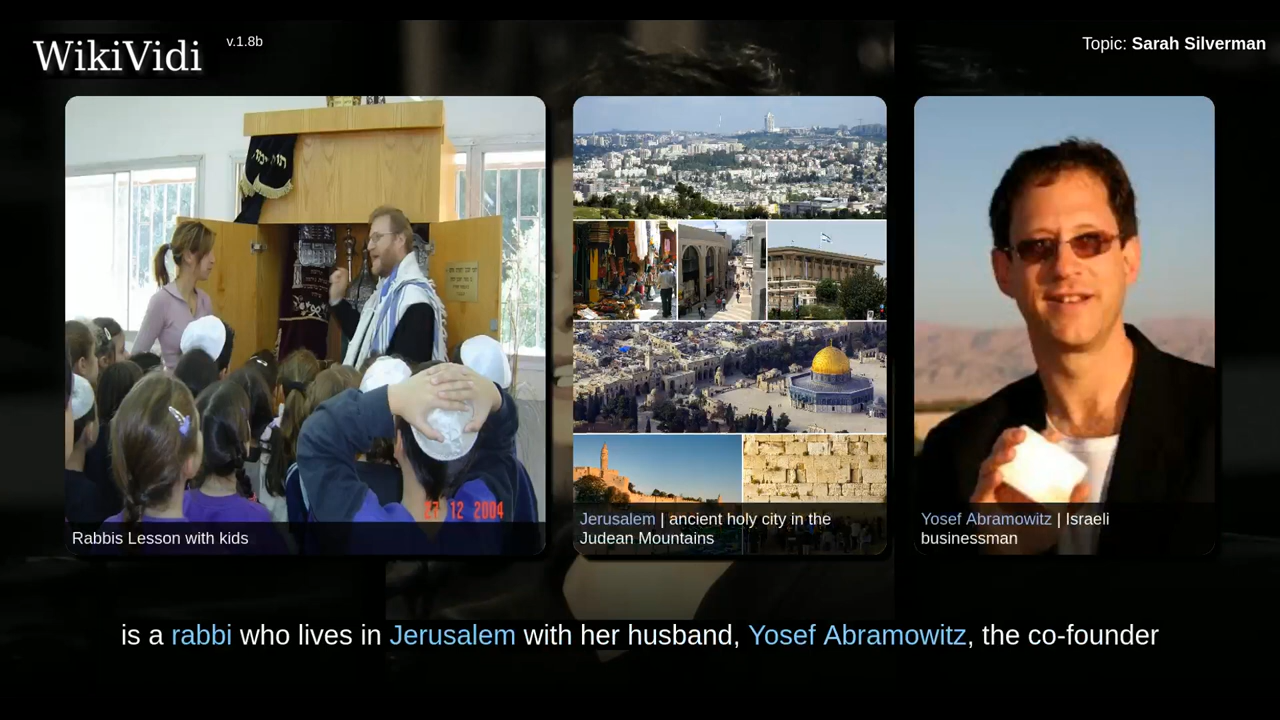 WikiVidi
v.1.8b
Topic: Sarah Silverman
27 12 2004
Rabbis Lesson with kids
Jerusalem | ancient holy city in the
Judean Mountains
Yosef Abramowitz | Israeli
businessman
is a rabbi who lives in Jerusalem with her husband, Yosef Abramowitz, the co-founder